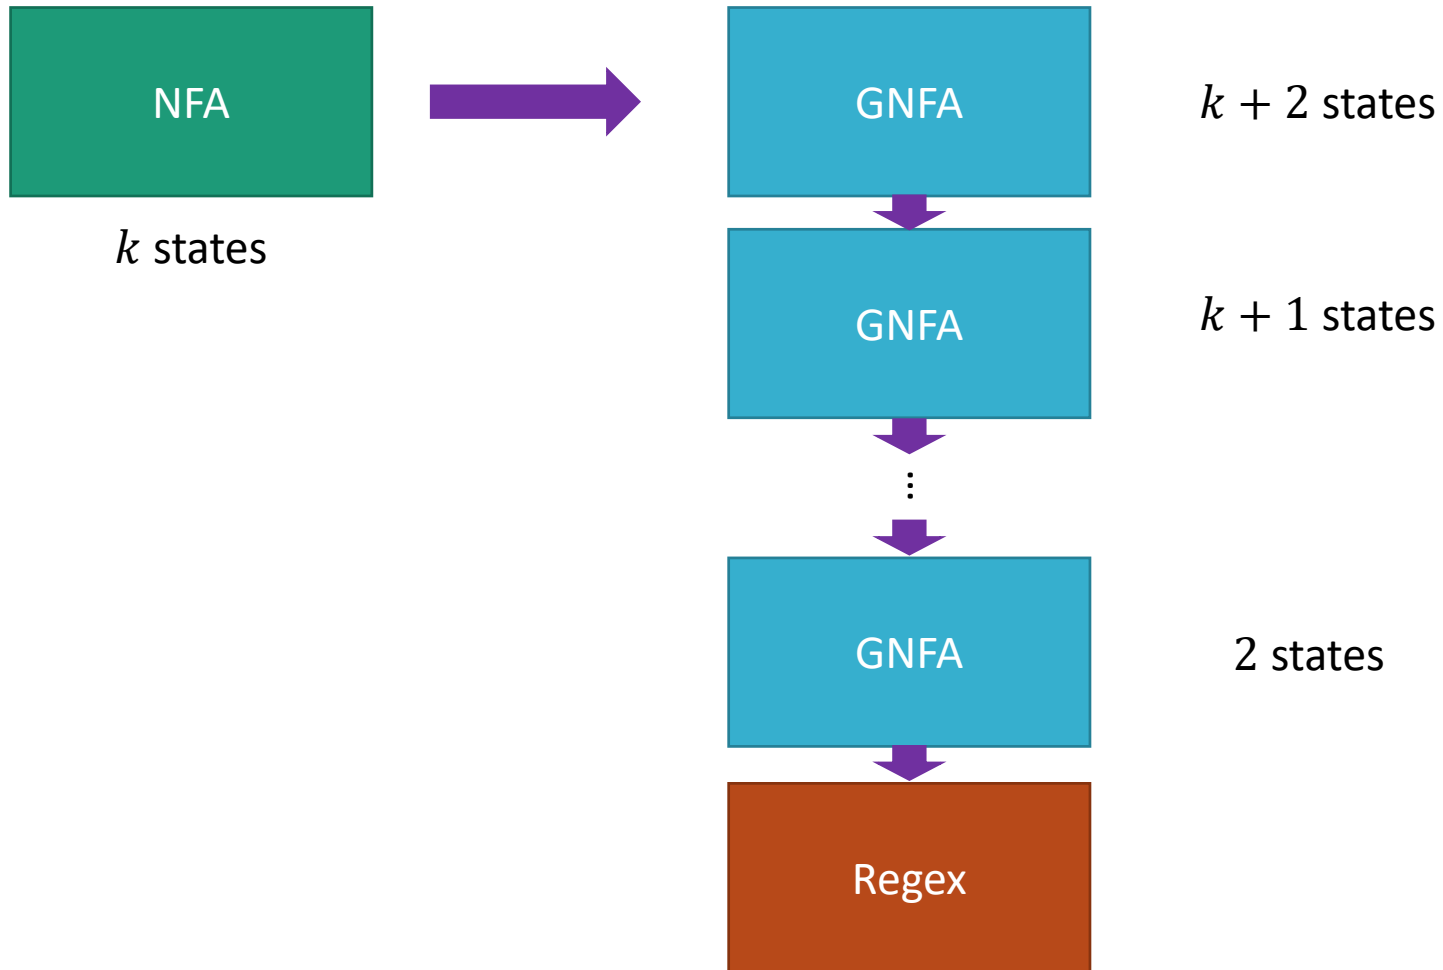 NFA
GNFA
k + 2 states
k states
GNFA
k + 1 states
⋮
GNFA
2 states
Regex